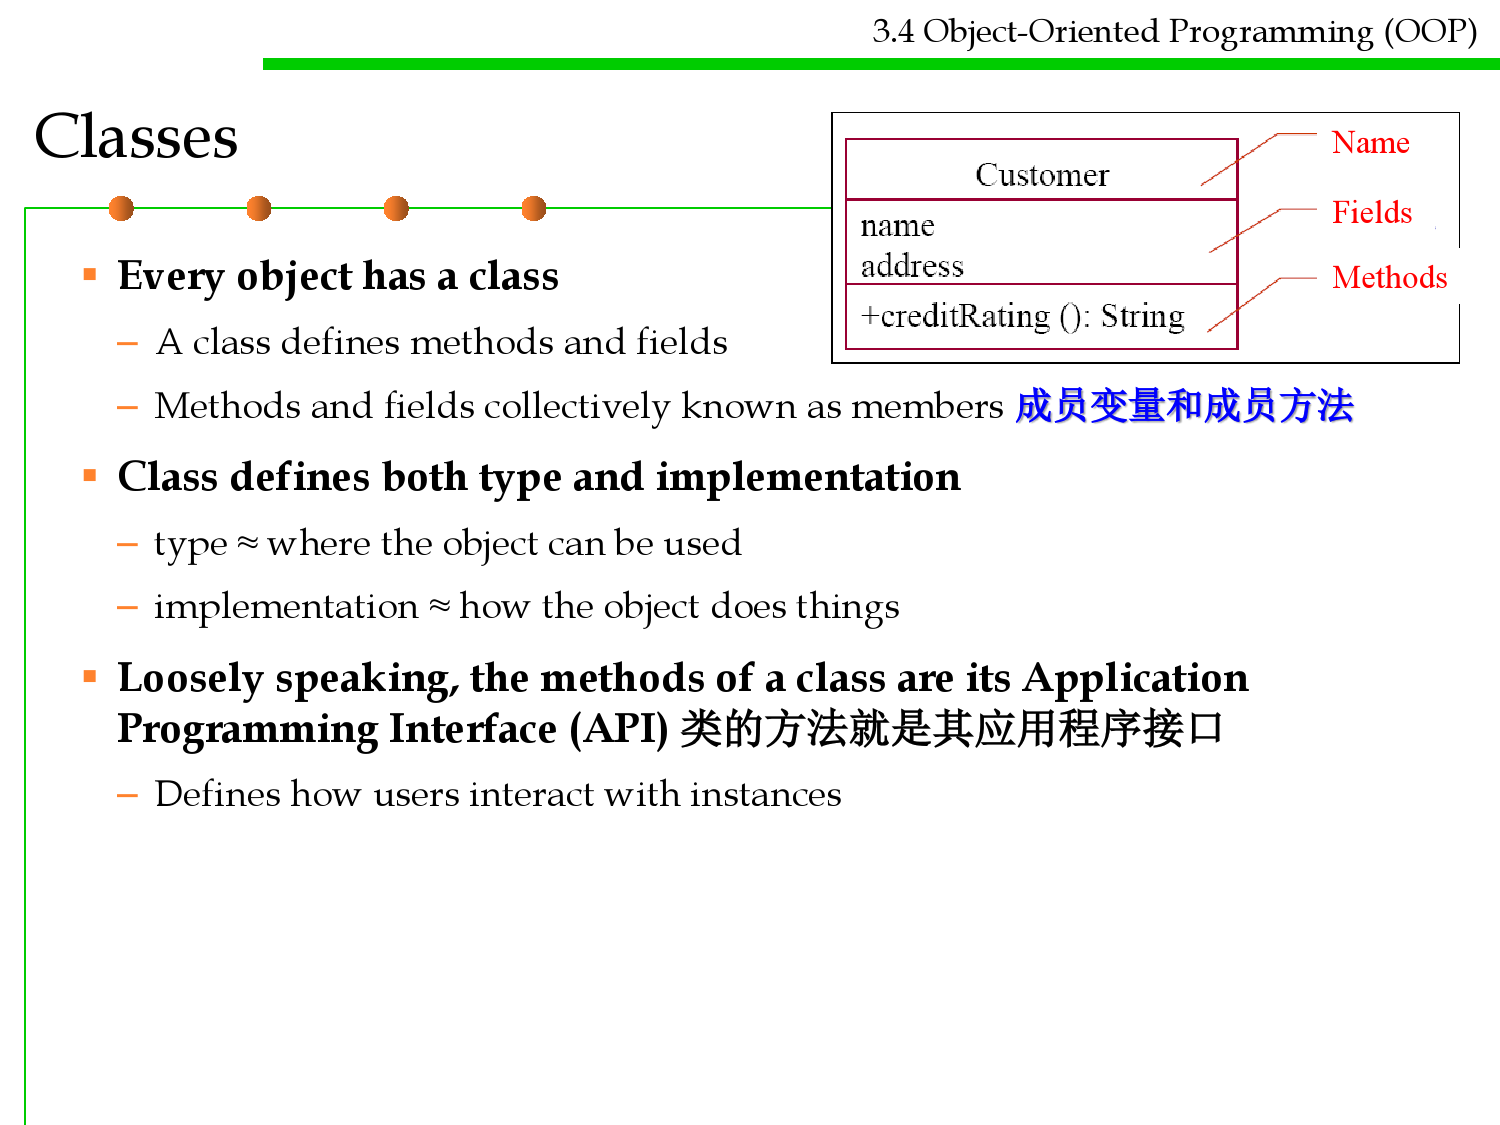 3.4 Object-Oriented Programming (OOP)
Classes
Customer
name
address
+creditRating (): String
Name
Fields
Methods
▪ Every object has a class
– A class defines methods and fields
– Methods and fields collectively known as members 成员变量和成员方法
▪ Class defines both type and implementation
– type ≈ where the object can be used
– implementation ≈ how the object does things
▪ Loosely speaking, the methods of a class are its Application
Programming Interface (API) 类的方法就是其应用程序接口
– Defines how users interact with instances